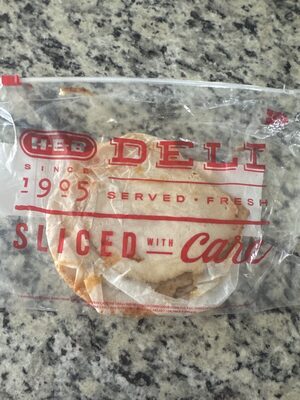 H-E-B
DELI
SINCE
1905
SERVED • FRESH
SLICED WITH Care